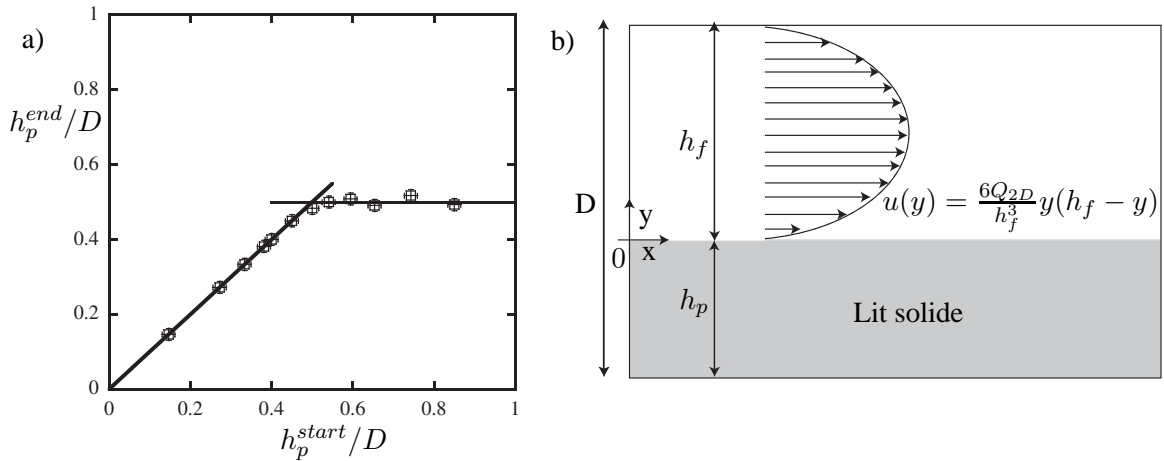 a)
1
0.8
h_p^{end}/D
0.6
0.4
0.2
0
0 0.2 0.4 0.6 0.8 1
h_p^{start}/D
b)
h_f
D
u(y) = \frac{6Q_{2D}}{h_f^3} y(h_f − y)
y
0 x
h_p
Lit solide